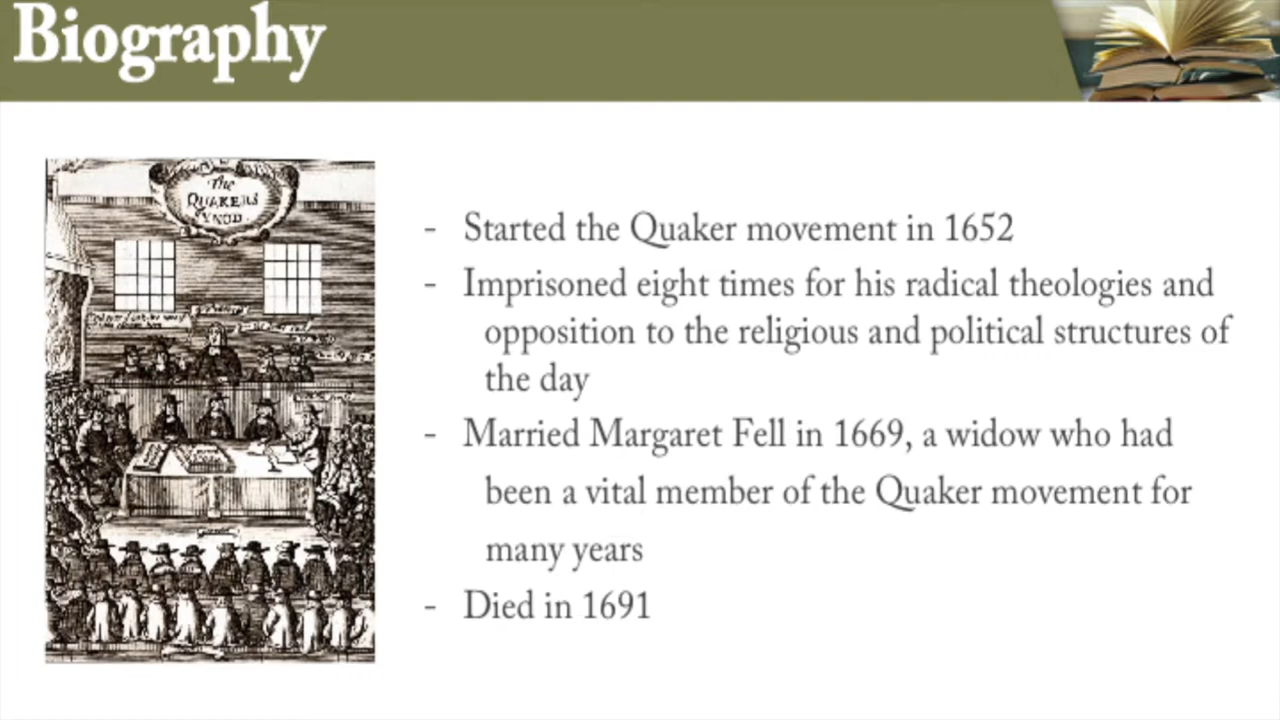 Biography
The
QUAKERS
SYNOD
- Started the Quaker movement in 1652
- Imprisoned eight times for his radical theologies and
opposition to the religious and political structures of
the day
- Married Margaret Fell in 1669, a widow who had
been a vital member of the Quaker movement for
many years
- Died in 1691